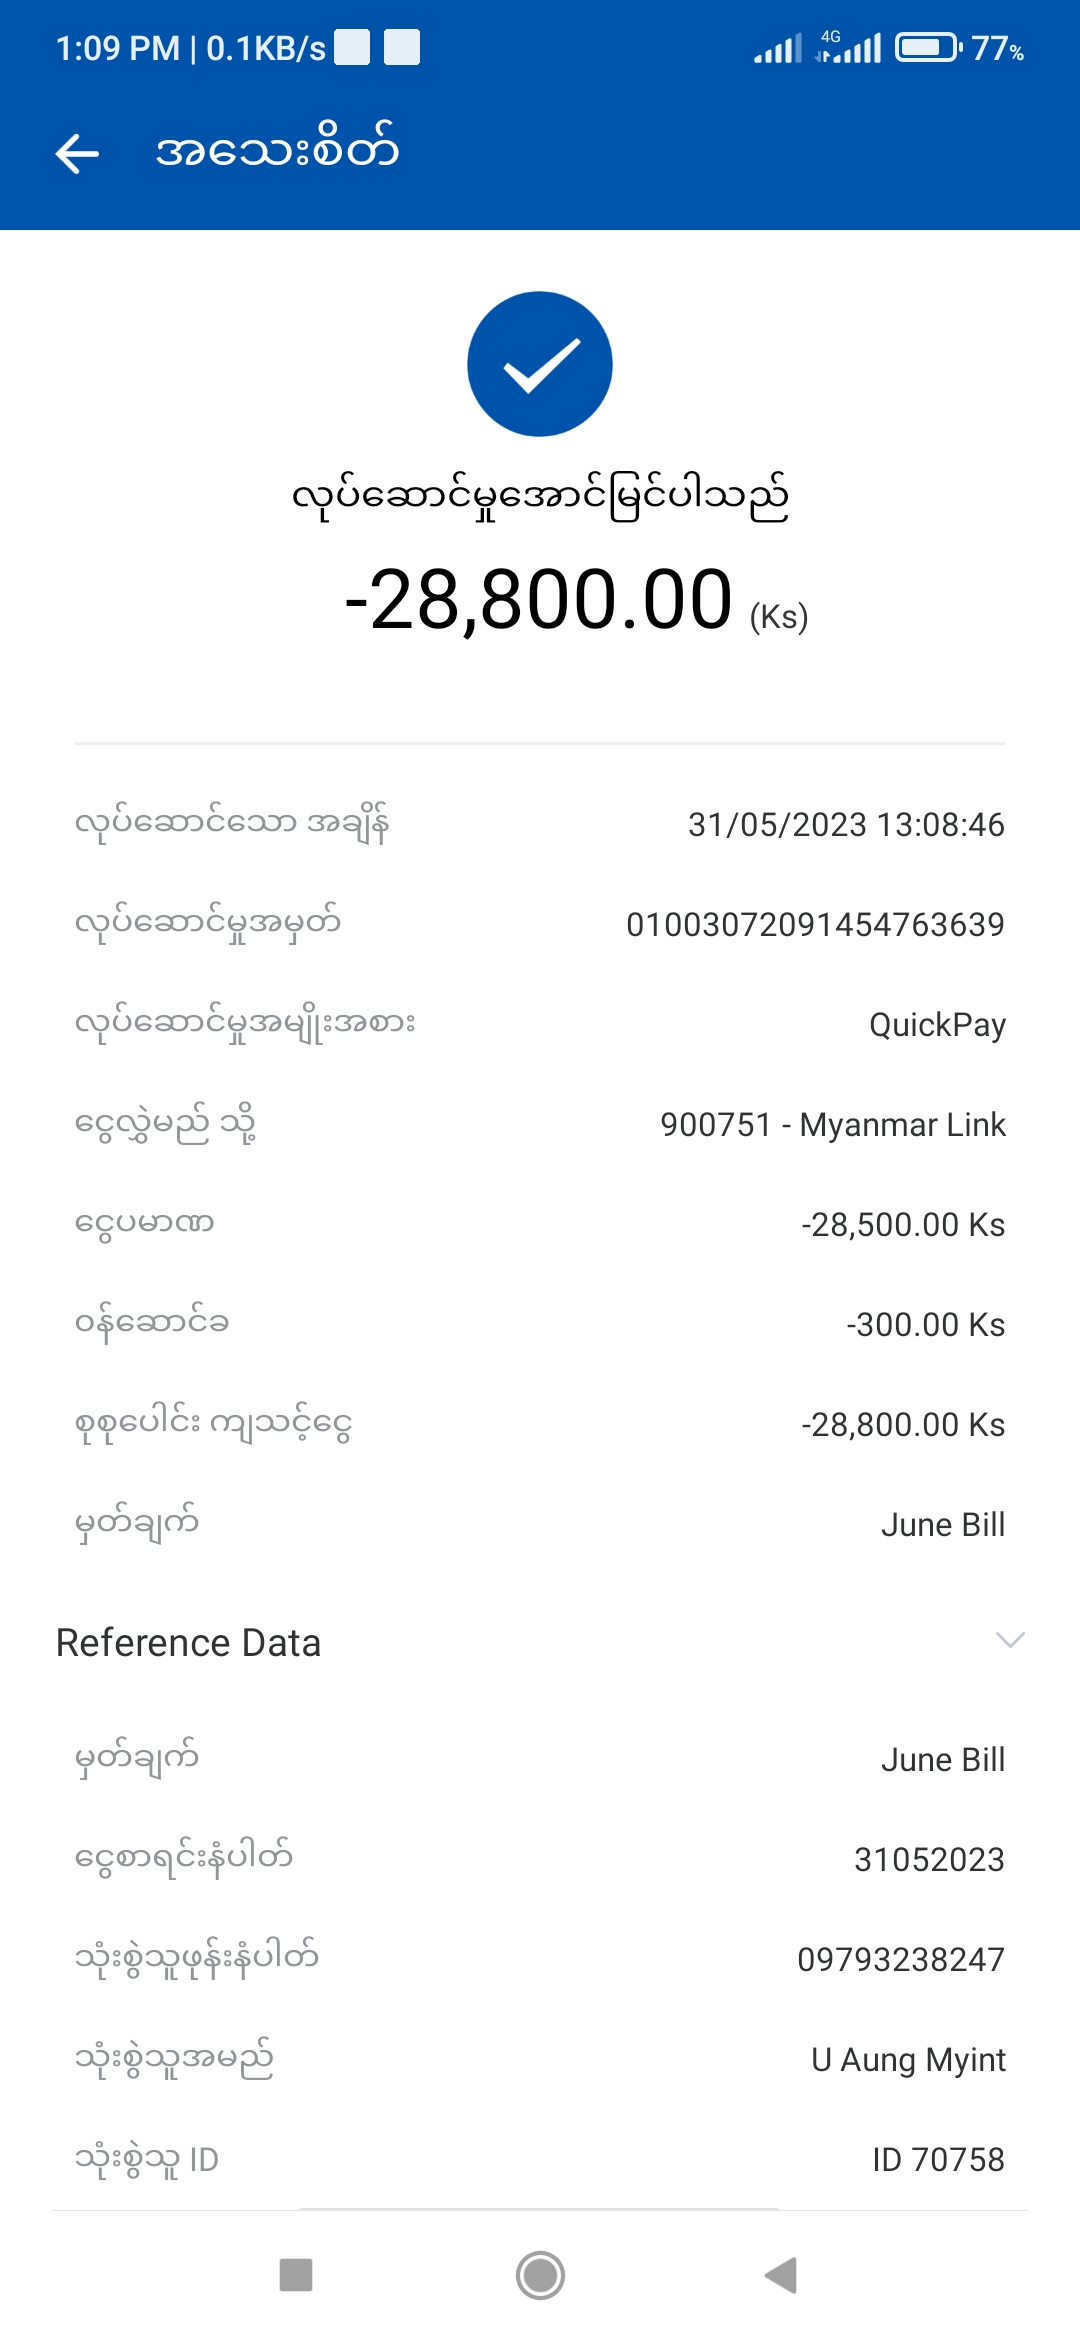 1:09 PM | 0.1KB/s 4G 77%
အသေးစိတ်
လုပ်ဆောင်မှုအောင်မြင်ပါသည်
-28,800.00 (Ks)
လုပ်ဆောင်သော အချိန် 31/05/2023 13:08:46
လုပ်ဆောင်မှုအမှတ် 01003072091454763639
လုပ်ဆောင်မှုအမျိုးအစား QuickPay
ငွေလွှဲမည် သို့ 900751 - Myanmar Link
ငွေပမာဏ -28,500.00 Ks
ဝန်ဆောင်ခ -300.00 Ks
စုစုပေါင်း ကျသင့်ငွေ -28,800.00 Ks
မှတ်ချက် June Bill
Reference Data
မှတ်ချက် June Bill
ငွေစာရင်းနံပါတ် 31052023
သုံးစွဲသူဖုန်းနံပါတ် 09793238247
သုံးစွဲသူအမည် U Aung Myint
သုံးစွဲသူ ID ID 70758